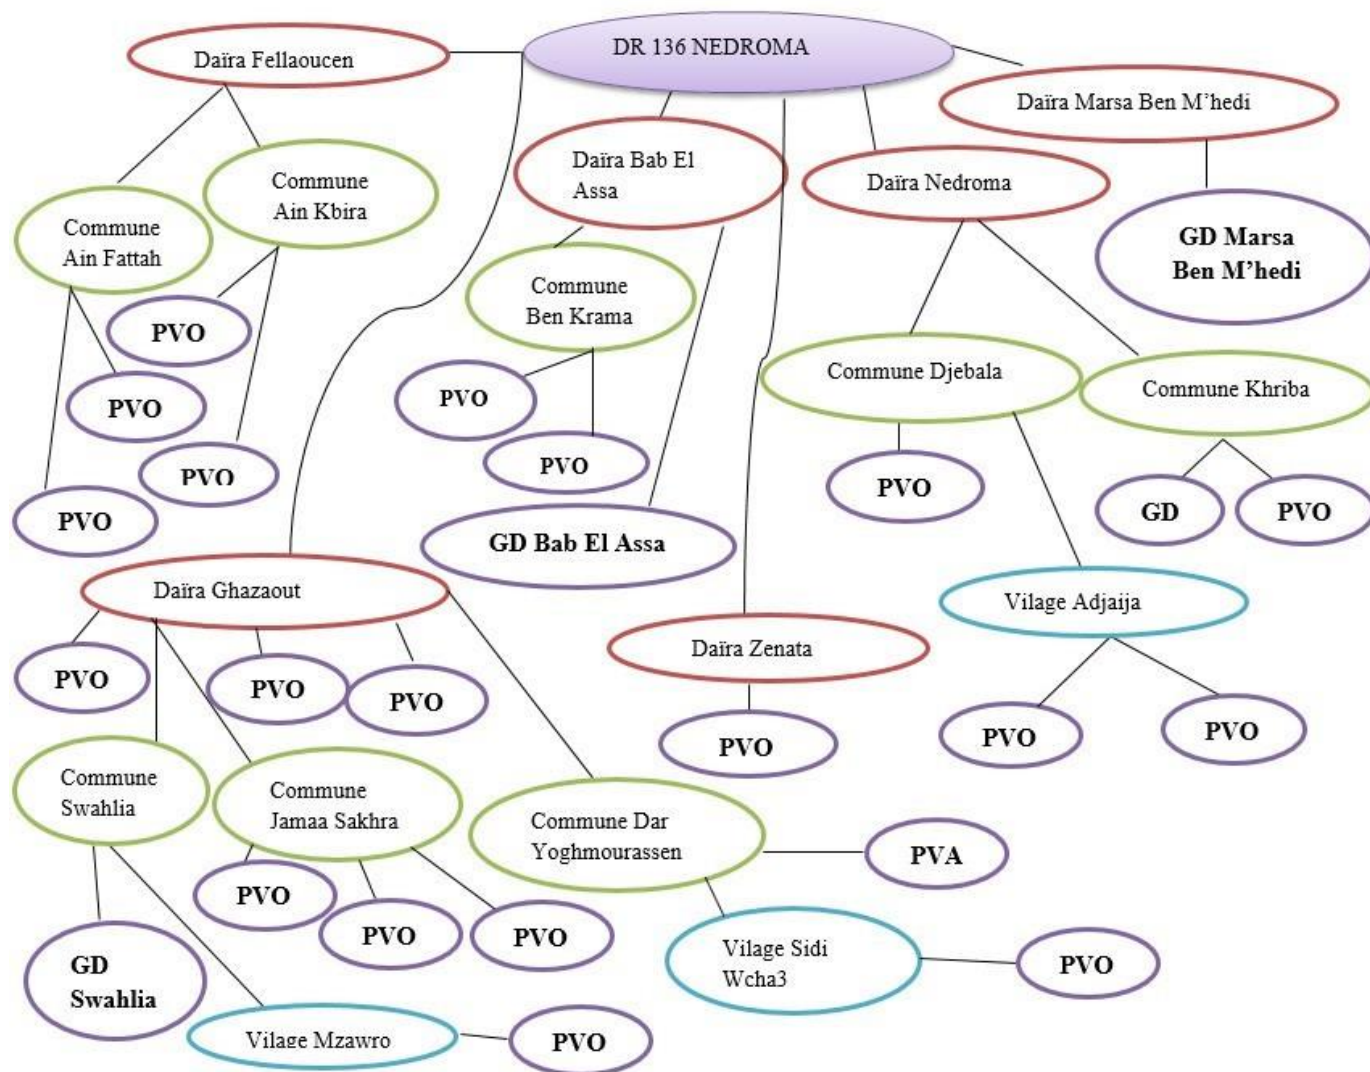 DR 136 NEDROMA
Daïra Fellaoucen
Daïra Marsa Ben M’hedi
Daïra Bab El
Assa
Daïra Nedroma
Commune
Ain Kbira
Commune
Ain Fattah
GD Marsa
Ben M’hedi
Commune
Ben Krama
PVO
Commune Djebala
Commune Khriba
PVO
PVO
PVO
PVO
PVO
PVO
GD
PVO
PVO
GD Bab El Assa
Daïra Ghazaout
Vilage Adjaija
Daïra Zenata
PVO
PVO
PVO
PVO
PVO
PVO
Commune
Swahlia
Commune
Jamaa Sakhra
Commune Dar
Yoghmourassen
PVA
PVO
PVO
PVO
GD
Swahlia
Vilage Sidi
Wcha3
PVO
Vilage Mzawro
PVO